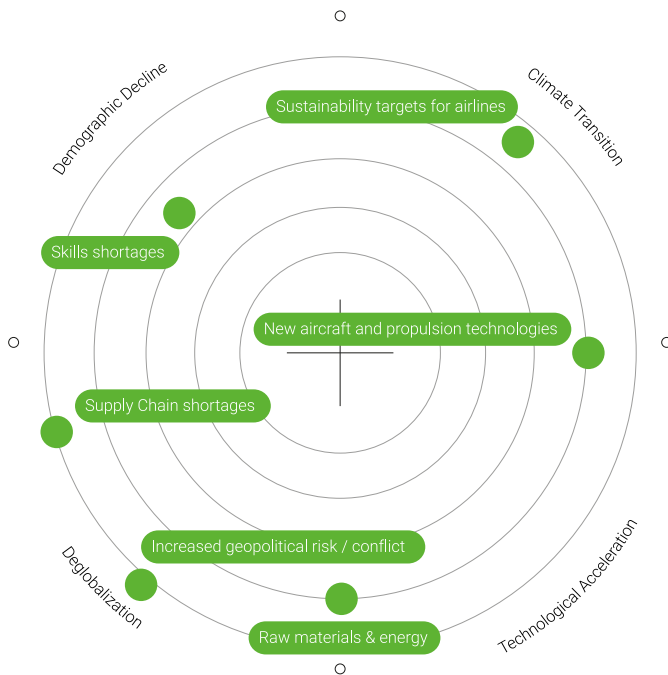 Demographic Decline
Climate Transition
Sustainability targets for airlines
Skills shortages
New aircraft and propulsion technologies
Supply Chain shortages
Increased geopolitical risk / conflict
Deglobalization
Technological Acceleration
Raw materials & energy